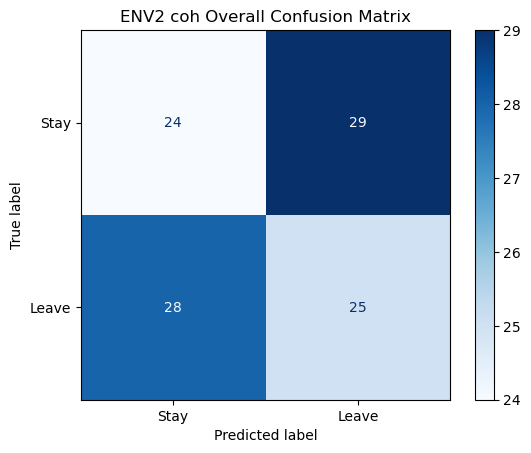 ENV2 coh Overall Confusion Matrix
Stay
24
29
Leave
28
25
Stay
Leave
Predicted label
True label
29
28
27
26
25
24